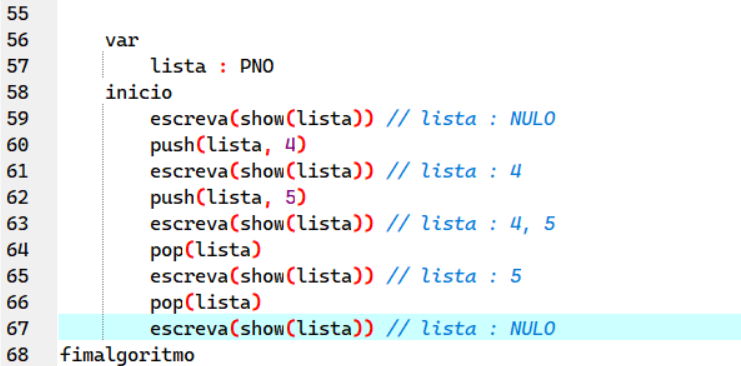 55
56 var
57 lista : PNO
58 inicio
59 escreva(show(lista)) // lista : NULO
60 push(lista, 4)
61 escreva(show(lista)) // lista : 4
62 push(lista, 5)
63 escreva(show(lista)) // lista : 4, 5
64 pop(lista)
65 escreva(show(lista)) // lista : 5
66 pop(lista)
67 escreva(show(lista)) // lista : NULO
68 fimalgoritmo